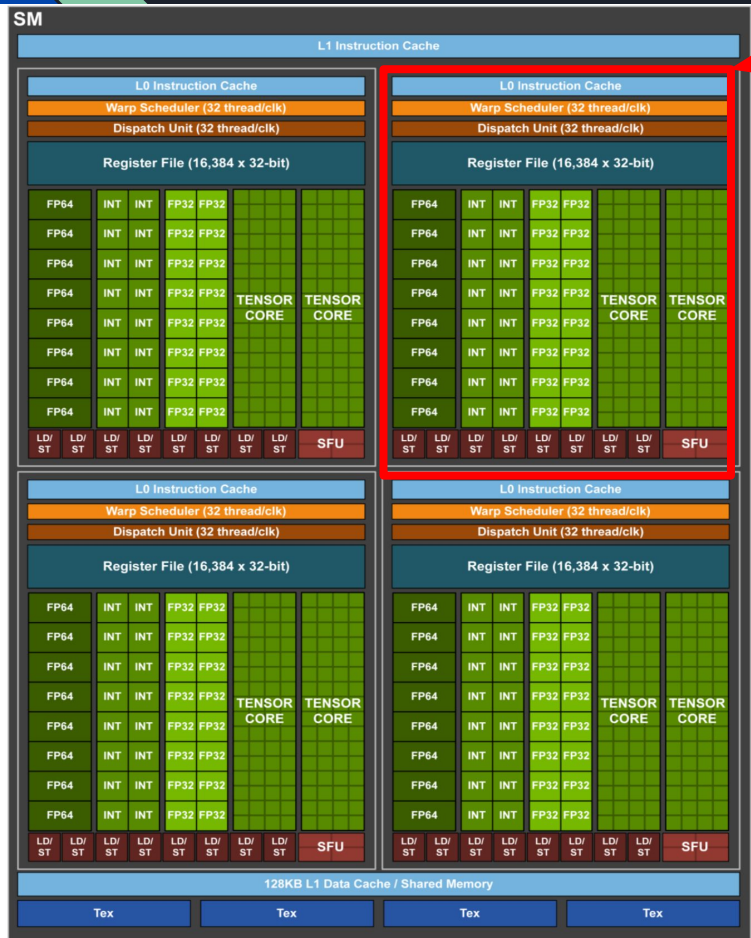 SM
L1 Instruction Cache
L0 Instruction Cache
Warp Scheduler (32 thread/clk)
Dispatch Unit (32 thread/clk)
Register File (16,384 x 32-bit)
FP64 INT INT FP32 FP32
FP64 INT INT FP32 FP32
FP64 INT INT FP32 FP32
FP64 INT INT FP32 FP32
FP64 INT INT FP32 FP32
FP64 INT INT FP32 FP32
FP64 INT INT FP32 FP32
FP64 INT INT FP32 FP32
TENSOR CORE
TENSOR CORE
LD/ST LD/ST LD/ST LD/ST LD/ST LD/ST LD/ST LD/ST SFU
L0 Instruction Cache
Warp Scheduler (32 thread/clk)
Dispatch Unit (32 thread/clk)
Register File (16,384 x 32-bit)
FP64 INT INT FP32 FP32
FP64 INT INT FP32 FP32
FP64 INT INT FP32 FP32
FP64 INT INT FP32 FP32
FP64 INT INT FP32 FP32
FP64 INT INT FP32 FP32
FP64 INT INT FP32 FP32
FP64 INT INT FP32 FP32
TENSOR CORE
TENSOR CORE
LD/ST LD/ST LD/ST LD/ST LD/ST LD/ST LD/ST LD/ST SFU
L0 Instruction Cache
Warp Scheduler (32 thread/clk)
Dispatch Unit (32 thread/clk)
Register File (16,384 x 32-bit)
FP64 INT INT FP32 FP32
FP64 INT INT FP32 FP32
FP64 INT INT FP32 FP32
FP64 INT INT FP32 FP32
FP64 INT INT FP32 FP32
FP64 INT INT FP32 FP32
FP64 INT INT FP32 FP32
FP64 INT INT FP32 FP32
TENSOR CORE
TENSOR CORE
LD/ST LD/ST LD/ST LD/ST LD/ST LD/ST LD/ST LD/ST SFU
L0 Instruction Cache
Warp Scheduler (32 thread/clk)
Dispatch Unit (32 thread/clk)
Register File (16,384 x 32-bit)
FP64 INT INT FP32 FP32
FP64 INT INT FP32 FP32
FP64 INT INT FP32 FP32
FP64 INT INT FP32 FP32
FP64 INT INT FP32 FP32
FP64 INT INT FP32 FP32
FP64 INT INT FP32 FP32
FP64 INT INT FP32 FP32
TENSOR CORE
TENSOR CORE
LD/ST LD/ST LD/ST LD/ST LD/ST LD/ST LD/ST LD/ST SFU
128KB L1 Data Cache / Shared Memory
Tex Tex Tex Tex